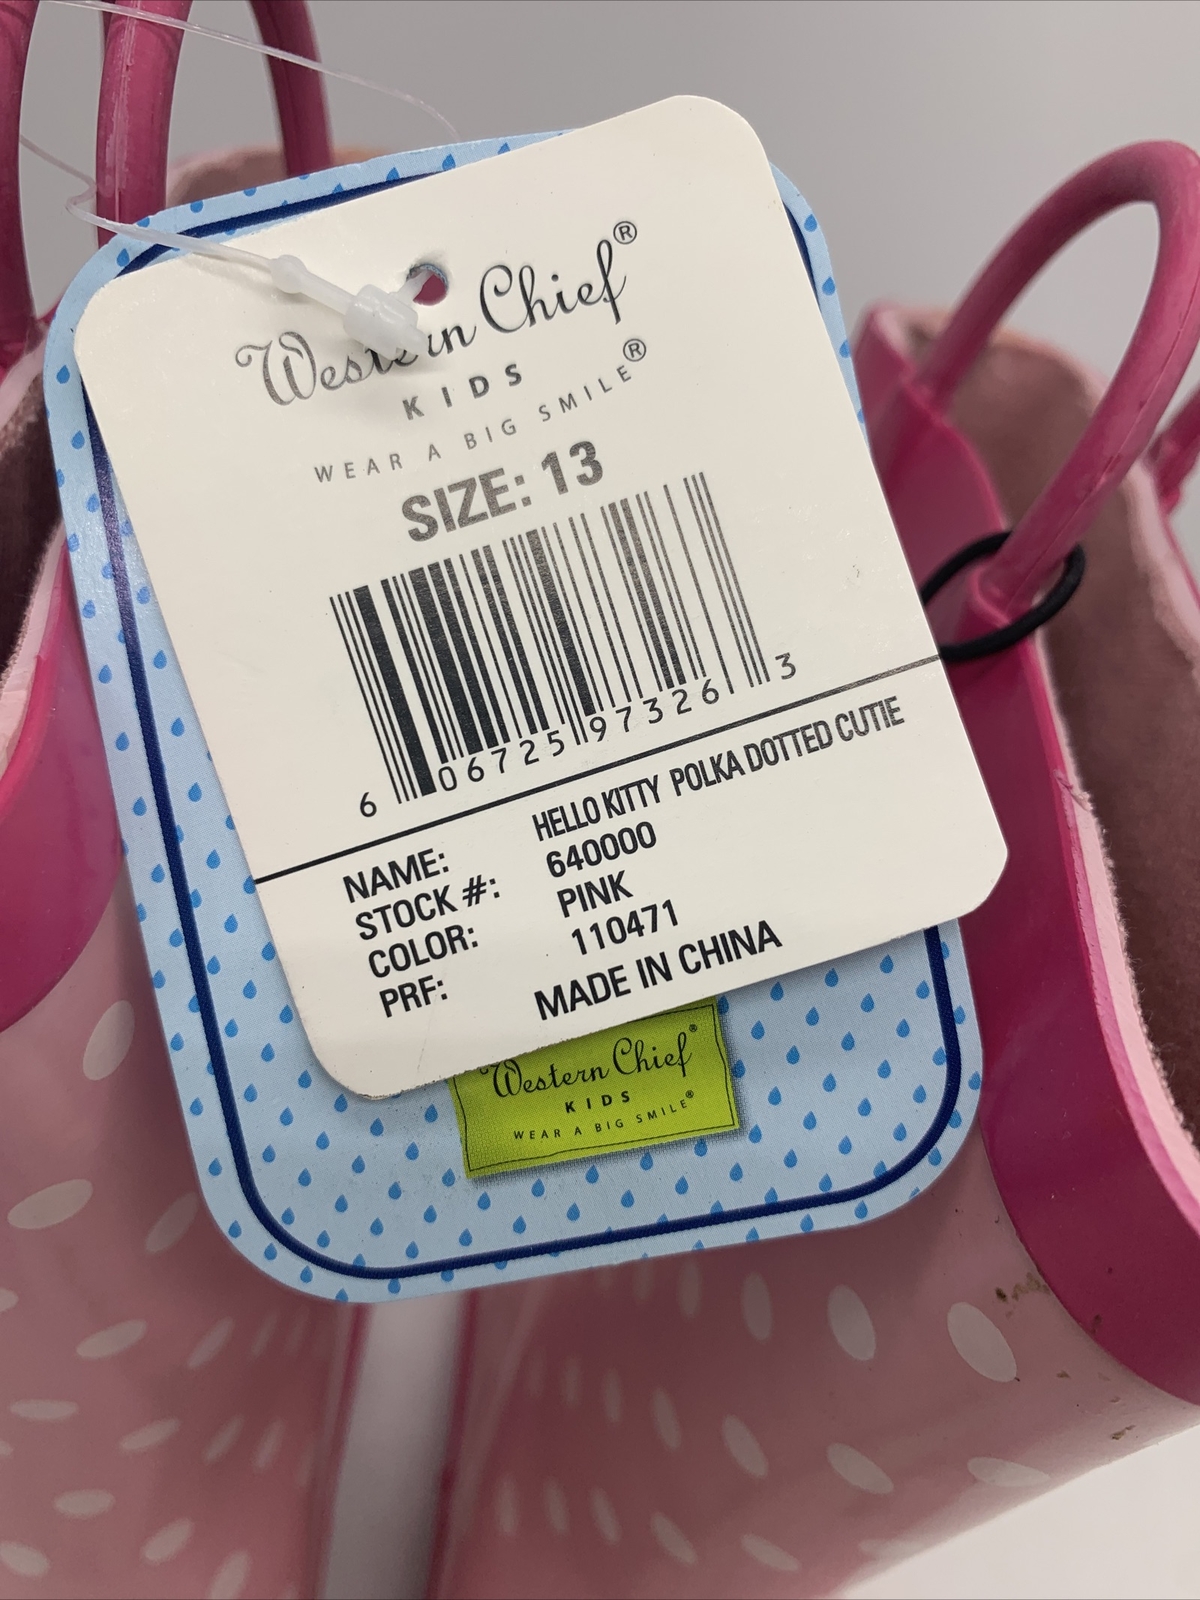 Western Chief®
KIDS
WEAR A BIG SMILE®
SIZE: 13
6 06725 97326 3
NAME: HELLO KITTY POLKA DOTTED CUTIE
STOCK #: 640000
COLOR: PINK
PRF: 110471
MADE IN CHINA
Western Chief®
KIDS
WEAR A BIG SMILE®